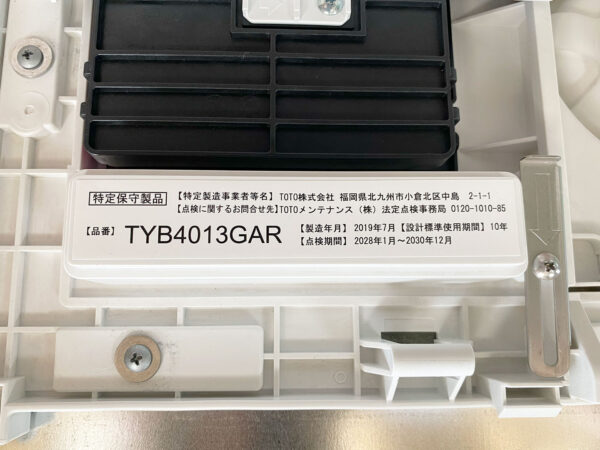 特定保守製品
【特定製造事業者等名】TOTO株式会社 福岡県北九州市小倉北区中島 2-1-1
【点検に関するお問合せ先】TOTOメンテナンス（株）法定点検事務局 0120-1010-85
【品番】 TYB4013GAR 【製造年月】2019年7月【設計標準使用期間】10年
【点検期間】2028年1月～2030年12月